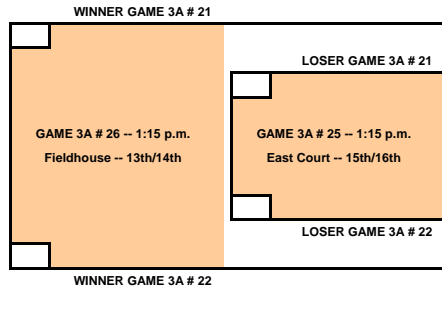 WINNER GAME 3A # 21
LOSER GAME 3A # 21
GAME 3A # 26 -- 1:15 p.m.
Fieldhouse -- 13th/14th
GAME 3A # 25 -- 1:15 p.m.
East Court -- 15th/16th
LOSER GAME 3A # 22
WINNER GAME 3A # 22